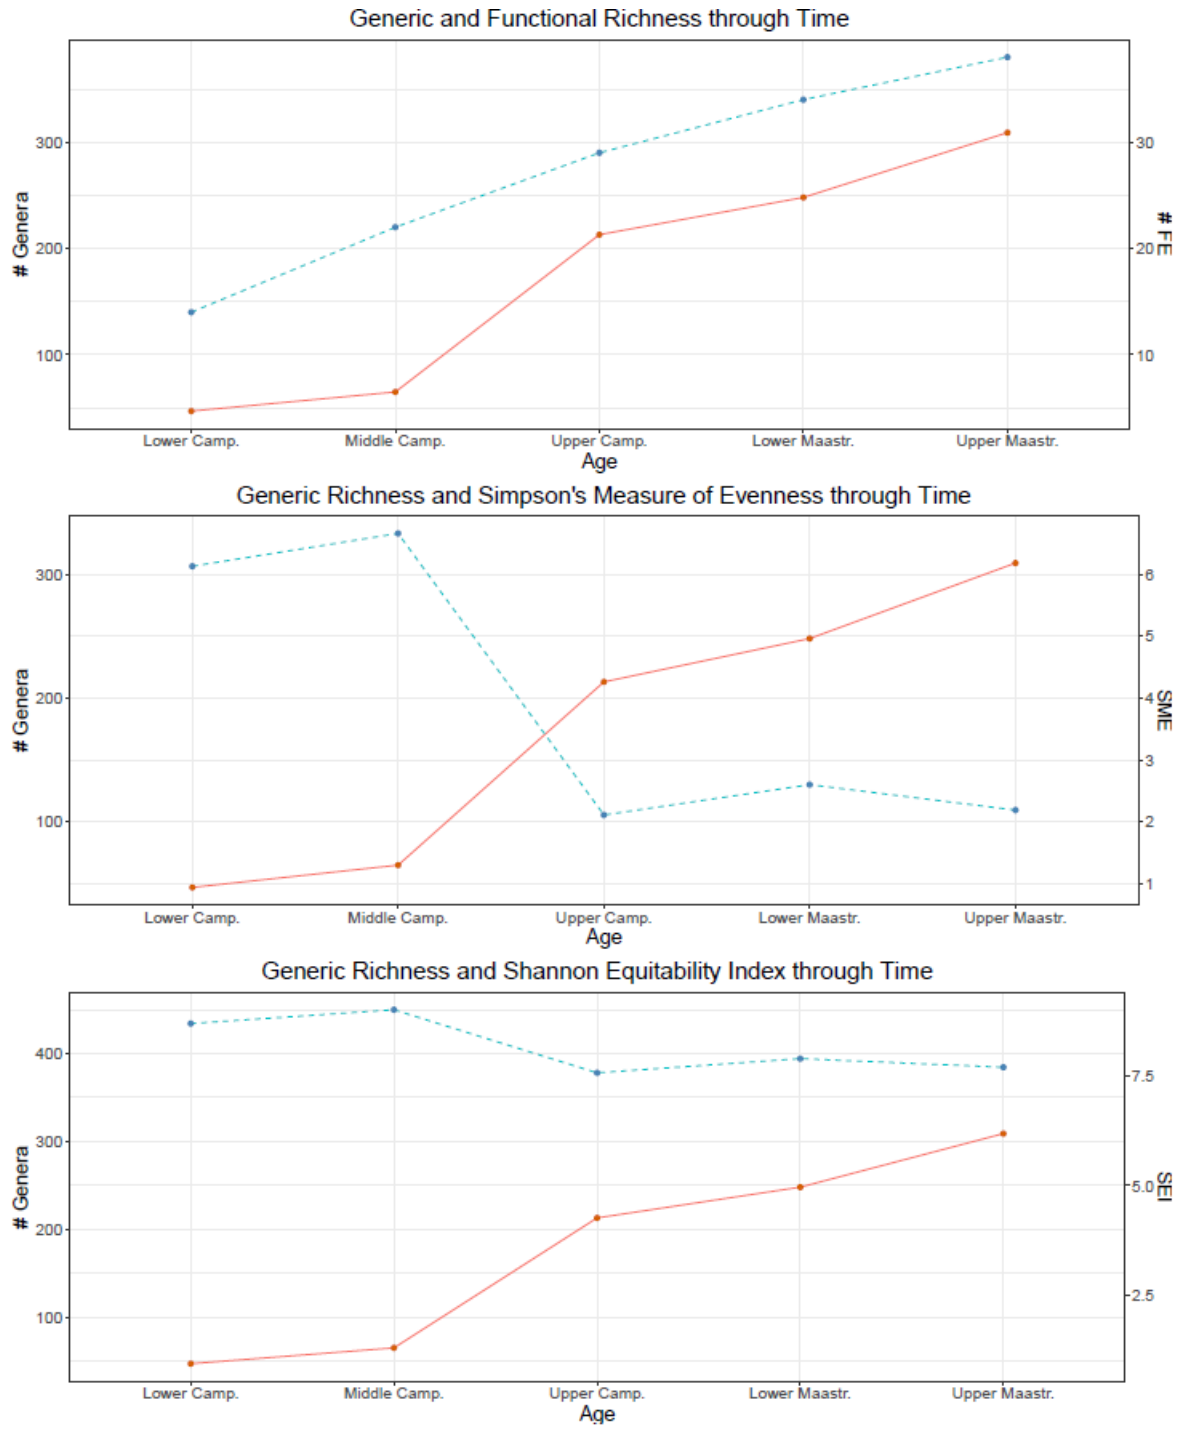 Generic and Functional Richness through Time
300
200
100
# Genera
30
20
10
# FE
Lower Camp. Middle Camp. Upper Camp. Lower Maastr. Upper Maastr.
Age
Generic Richness and Simpson's Measure of Evenness through Time
300
200
100
# Genera
6
5
4
3
2
1
SME
Lower Camp. Middle Camp. Upper Camp. Lower Maastr. Upper Maastr.
Age
Generic Richness and Shannon Equitability Index through Time
400
300
200
100
# Genera
7.5
5.0
2.5
SEI
Lower Camp. Middle Camp. Upper Camp. Lower Maastr. Upper Maastr.
Age